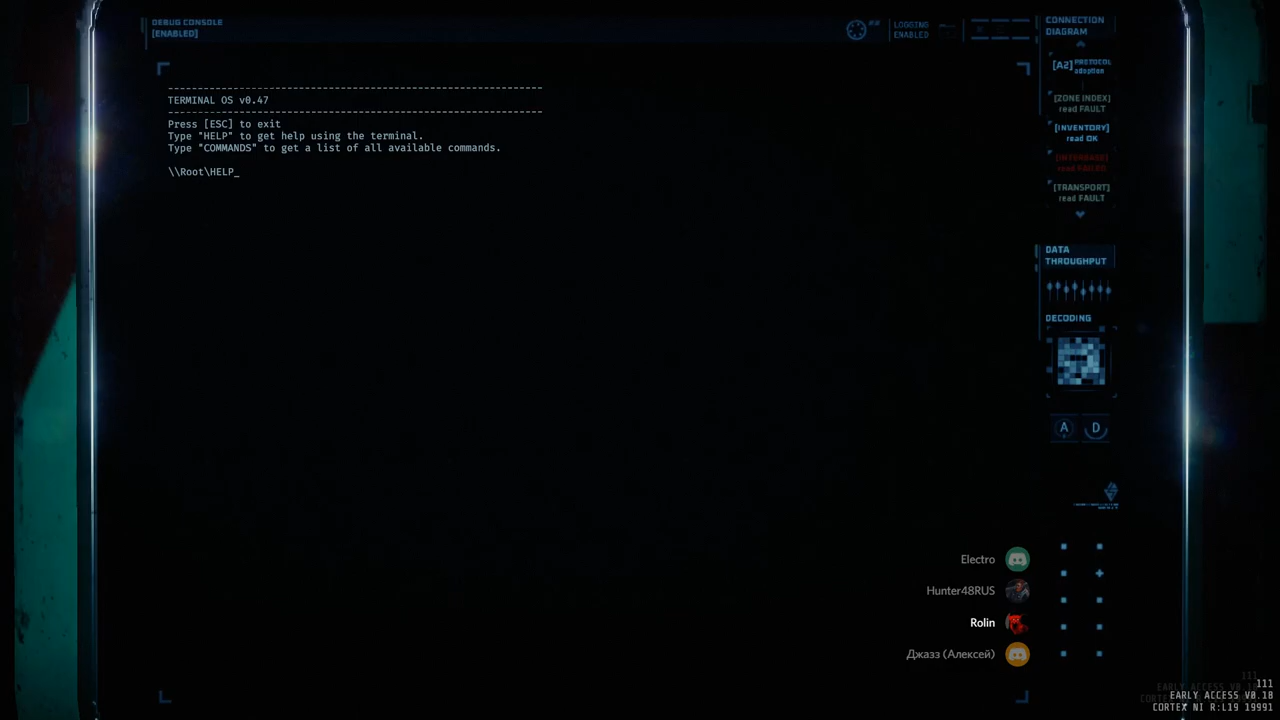 DEBUG CONSOLE
[ENABLED]
LOGGING
ENABLED
CONNECTION
DIAGRAM
[A2] PROTOCOL
adaption
[ZONE INDEX]
read FAULT
[INVENTORY]
read OK
read FAILED
[TRANSPORT]
read FAULT
DATA
THROUGHPUT
DECODING
A D
--------------------------------------------------------------
TERMINAL OS v0.47
--------------------------------------------------------------
Press [ESC] to exit
Type "HELP" to get help using the terminal.
Type "COMMANDS" to get a list of all available commands.
\\Root\HELP_
Electro
Hunter48RUS
Rolin
Джазз (Алексей)
111
EARLY ACCESS V0.18
CORTEX NI R:L19 19991